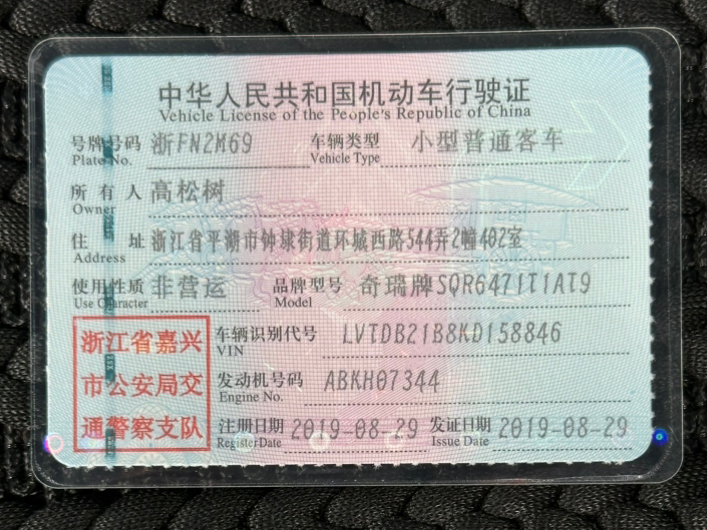 中华人民共和国机动车行驶证
Vehicle License of the People's Republic of China
号牌号码 浙FN2M69 车辆类型 小型普通客车
Plate No. Vehicle Type
所有人 高松树
Owner
住址 浙江省平湖市钟埭街道环城西路544弄2幢402室
Address
使用性质 非营运 品牌型号 奇瑞牌SQR6471T1AT9
Use Character Model
浙江省嘉兴 车辆识别代号 LVTDB21B8KD158846
VIN
市公安局交 发动机号码 ABKH07344
Engine No.
通警察支队 注册日期 2019-08-29 发证日期 2019-08-29
Register Date Issue Date